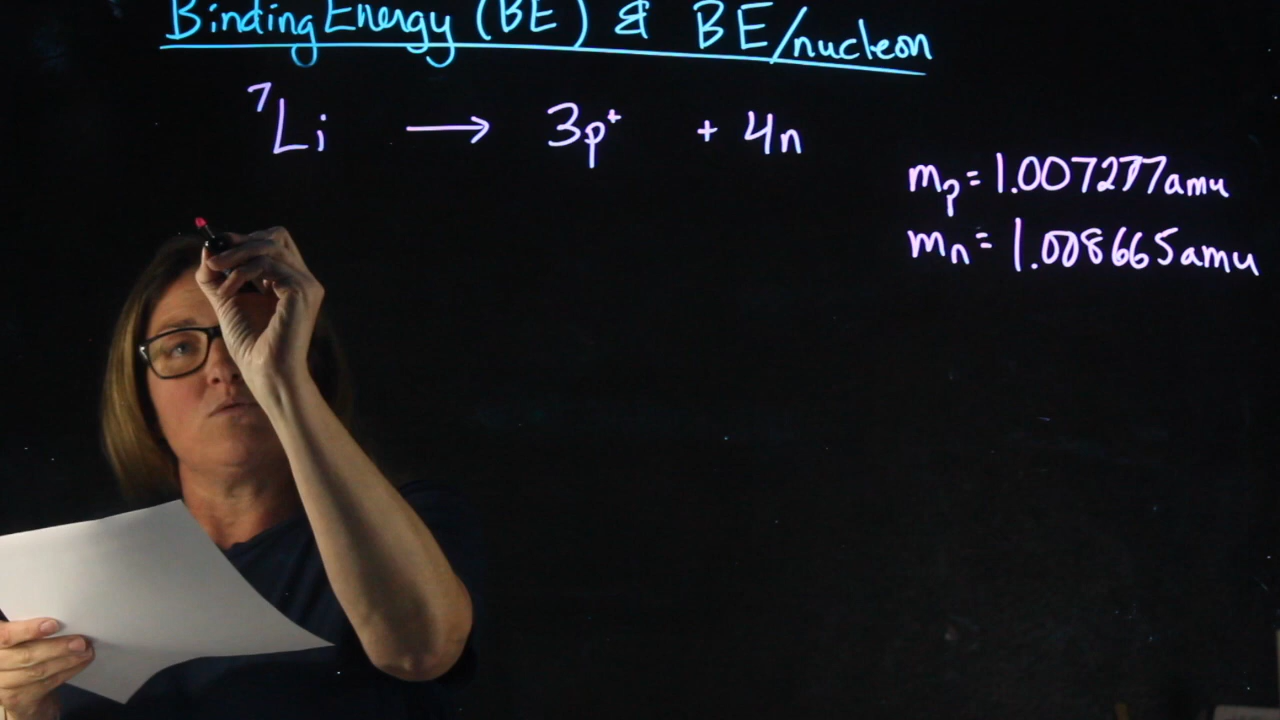 Binding Energy (BE) & BE/nucleon
⁷Li → 3p⁺ + 4n
mₚ = 1.007277amu
mₙ = 1.008665amu